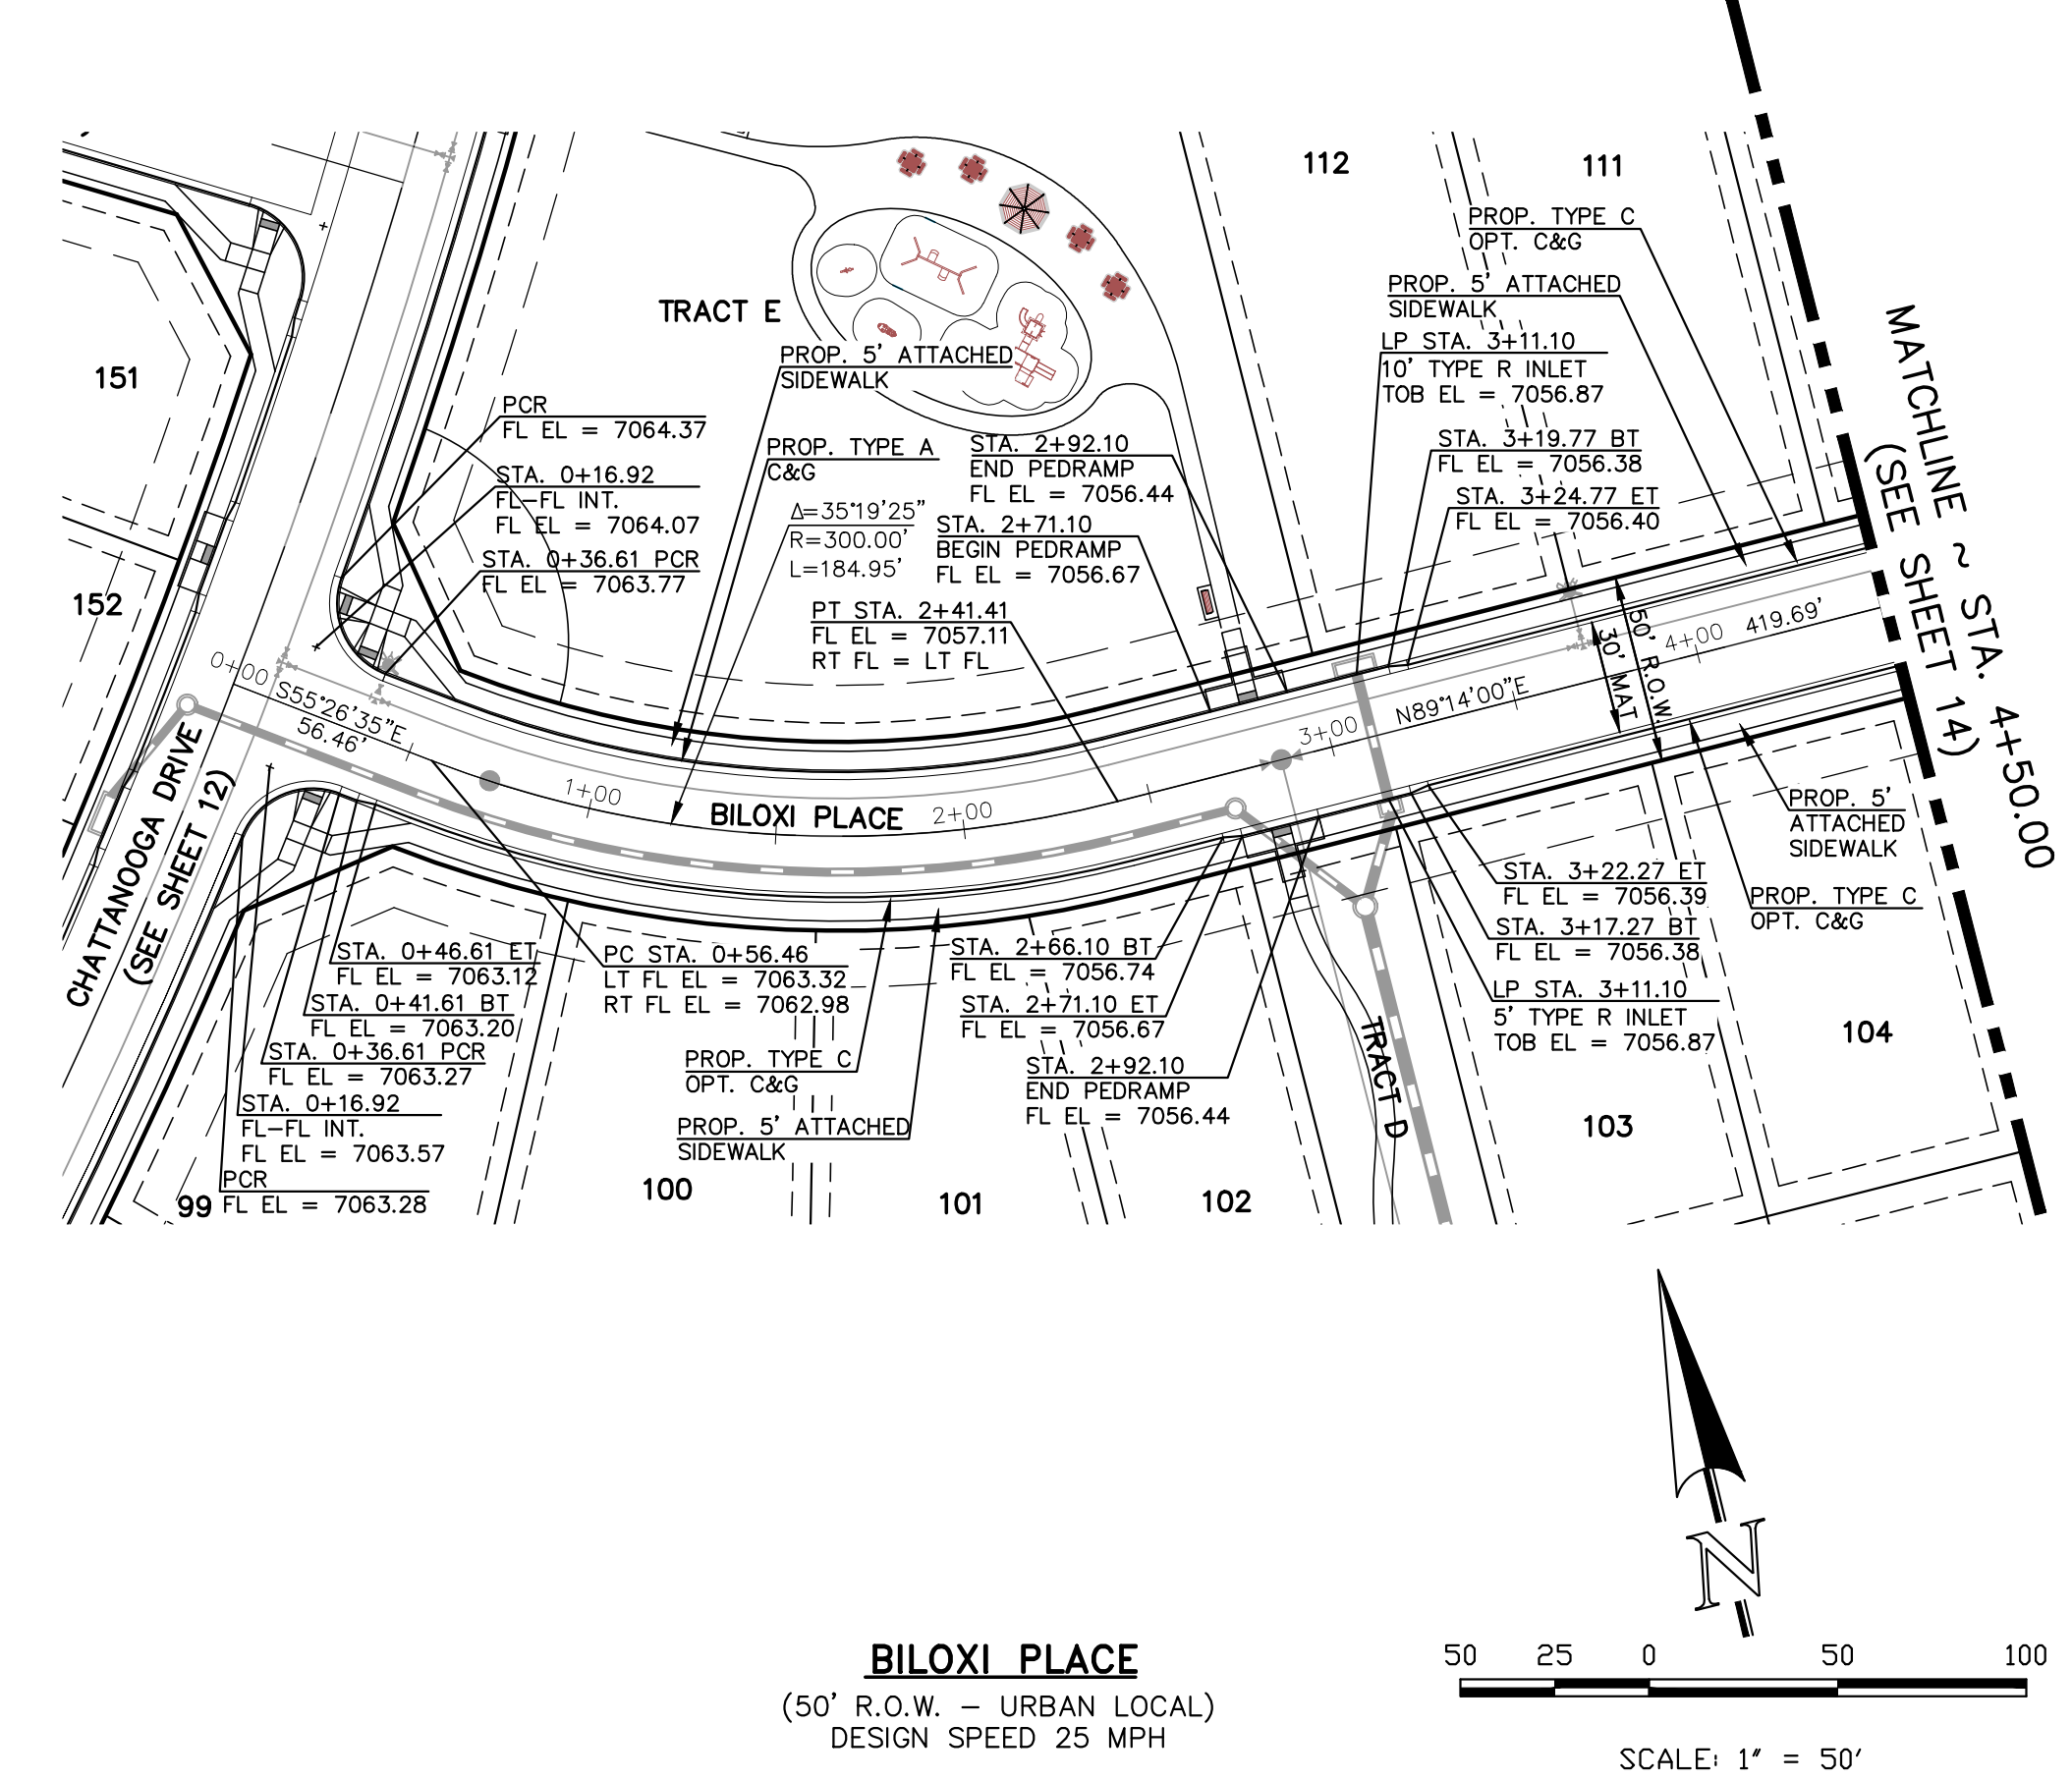 112
111
PROP. TYPE C
OPT. C&G
PROP. 5' ATTACHED
SIDEWALK
LP STA. 3+11.10
10' TYPE R INLET
TOB EL = 7056.87
STA. 3+19.77 BT
FL EL = 7056.38
STA. 3+24.77 ET
FL EL = 7056.40
MATCHLINE ~ STA. 4+50.00
(SEE SHEET 14)
TRACT E
151
152
PROP. 5' ATTACHED
SIDEWALK
PCR
FL EL = 7064.37
STA. 0+16.92
FL-FL INT.
FL EL = 7064.07
STA. 0+36.61 PCR
FL EL = 7063.77
PROP. TYPE A
C&G
Δ=35°19'25"
R=300.00'
L=184.95'
STA. 2+92.10
END PEDRAMP
FL EL = 7056.44
STA. 2+71.10
BEGIN PEDRAMP
FL EL = 7056.67
PT STA. 2+41.41
FL EL = 7057.11
RT FL = LT FL
0+00
S55°26'35"E
56.46'
1+00
BILOXI PLACE
2+00
3+00
N89°14'00"E
30' MAT
50' R.O.W.
4+00
419.69'
CHATTANOOGA DRIVE
(SEE SHEET 12)
STA. 0+46.61 ET
FL EL = 7063.12
STA. 0+41.61 BT
FL EL = 7063.20
STA. 0+36.61 PCR
FL EL = 7063.27
STA. 0+16.92
FL-FL INT.
FL EL = 7063.57
PCR
FL EL = 7063.28
99
PC STA. 0+56.46
LT FL EL = 7063.32
RT FL EL = 7062.98
PROP. TYPE C
OPT. C&G
PROP. 5' ATTACHED
SIDEWALK
100
101
102
STA. 2+66.10 BT
FL EL = 7056.74
STA. 2+71.10 ET
FL EL = 7056.67
STA. 2+92.10
END PEDRAMP
FL EL = 7056.44
TRACT D
STA. 3+22.27 ET
FL EL = 7056.39
STA. 3+17.27 BT
FL EL = 7056.38
LP STA. 3+11.10
5' TYPE R INLET
TOB EL = 7056.87
PROP. 5'
ATTACHED
SIDEWALK
PROP. TYPE C
OPT. C&G
104
103
N
BILOXI PLACE
(50' R.O.W. - URBAN LOCAL)
DESIGN SPEED 25 MPH
50 25 0 50 100
SCALE: 1" = 50'